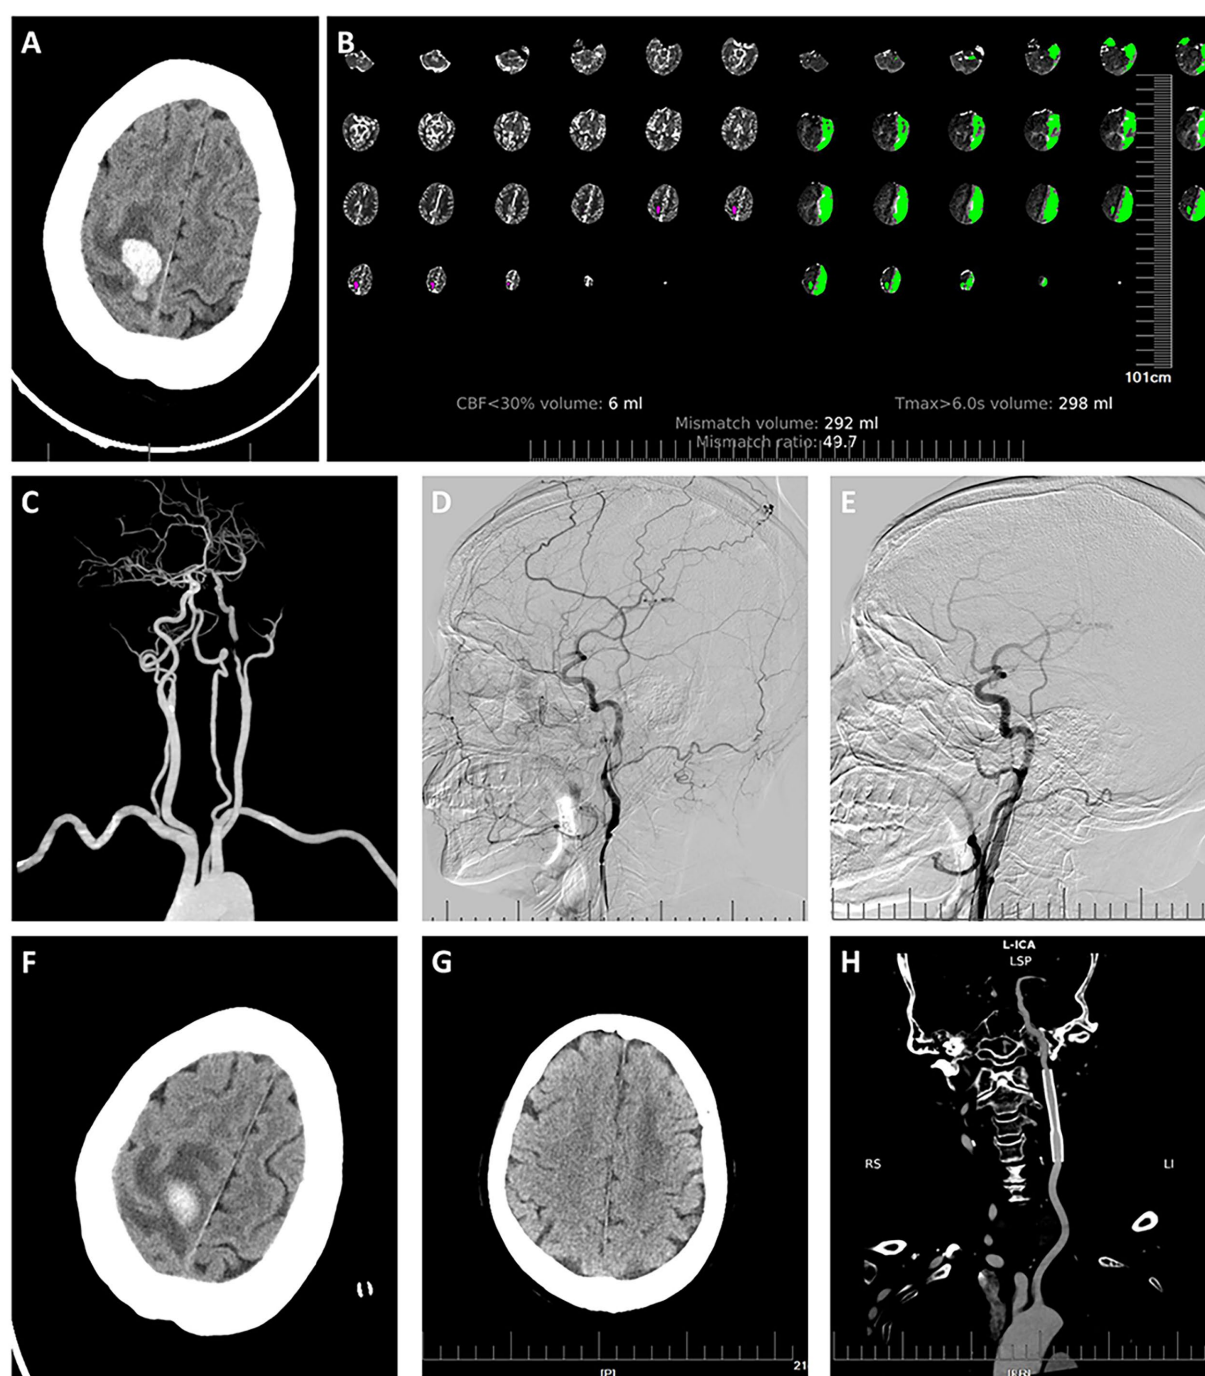 A
B
101cm
CBF<30% volume: 6 ml
Tmax>6.0s volume: 298 ml
Mismatch volume: 292 ml
Mismatch ratio: 49.7
C
D
E
F
G
21
[P]
H
L-ICA
LSP
RS
LI